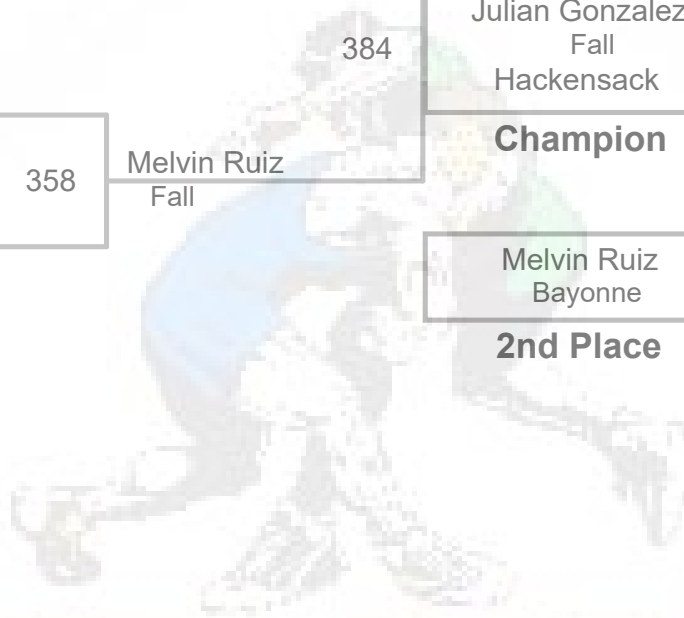 384
Julian Gonzalez
Fall
Hackensack
Champion
358
Melvin Ruiz
Fall
Melvin Ruiz
Bayonne
2nd Place